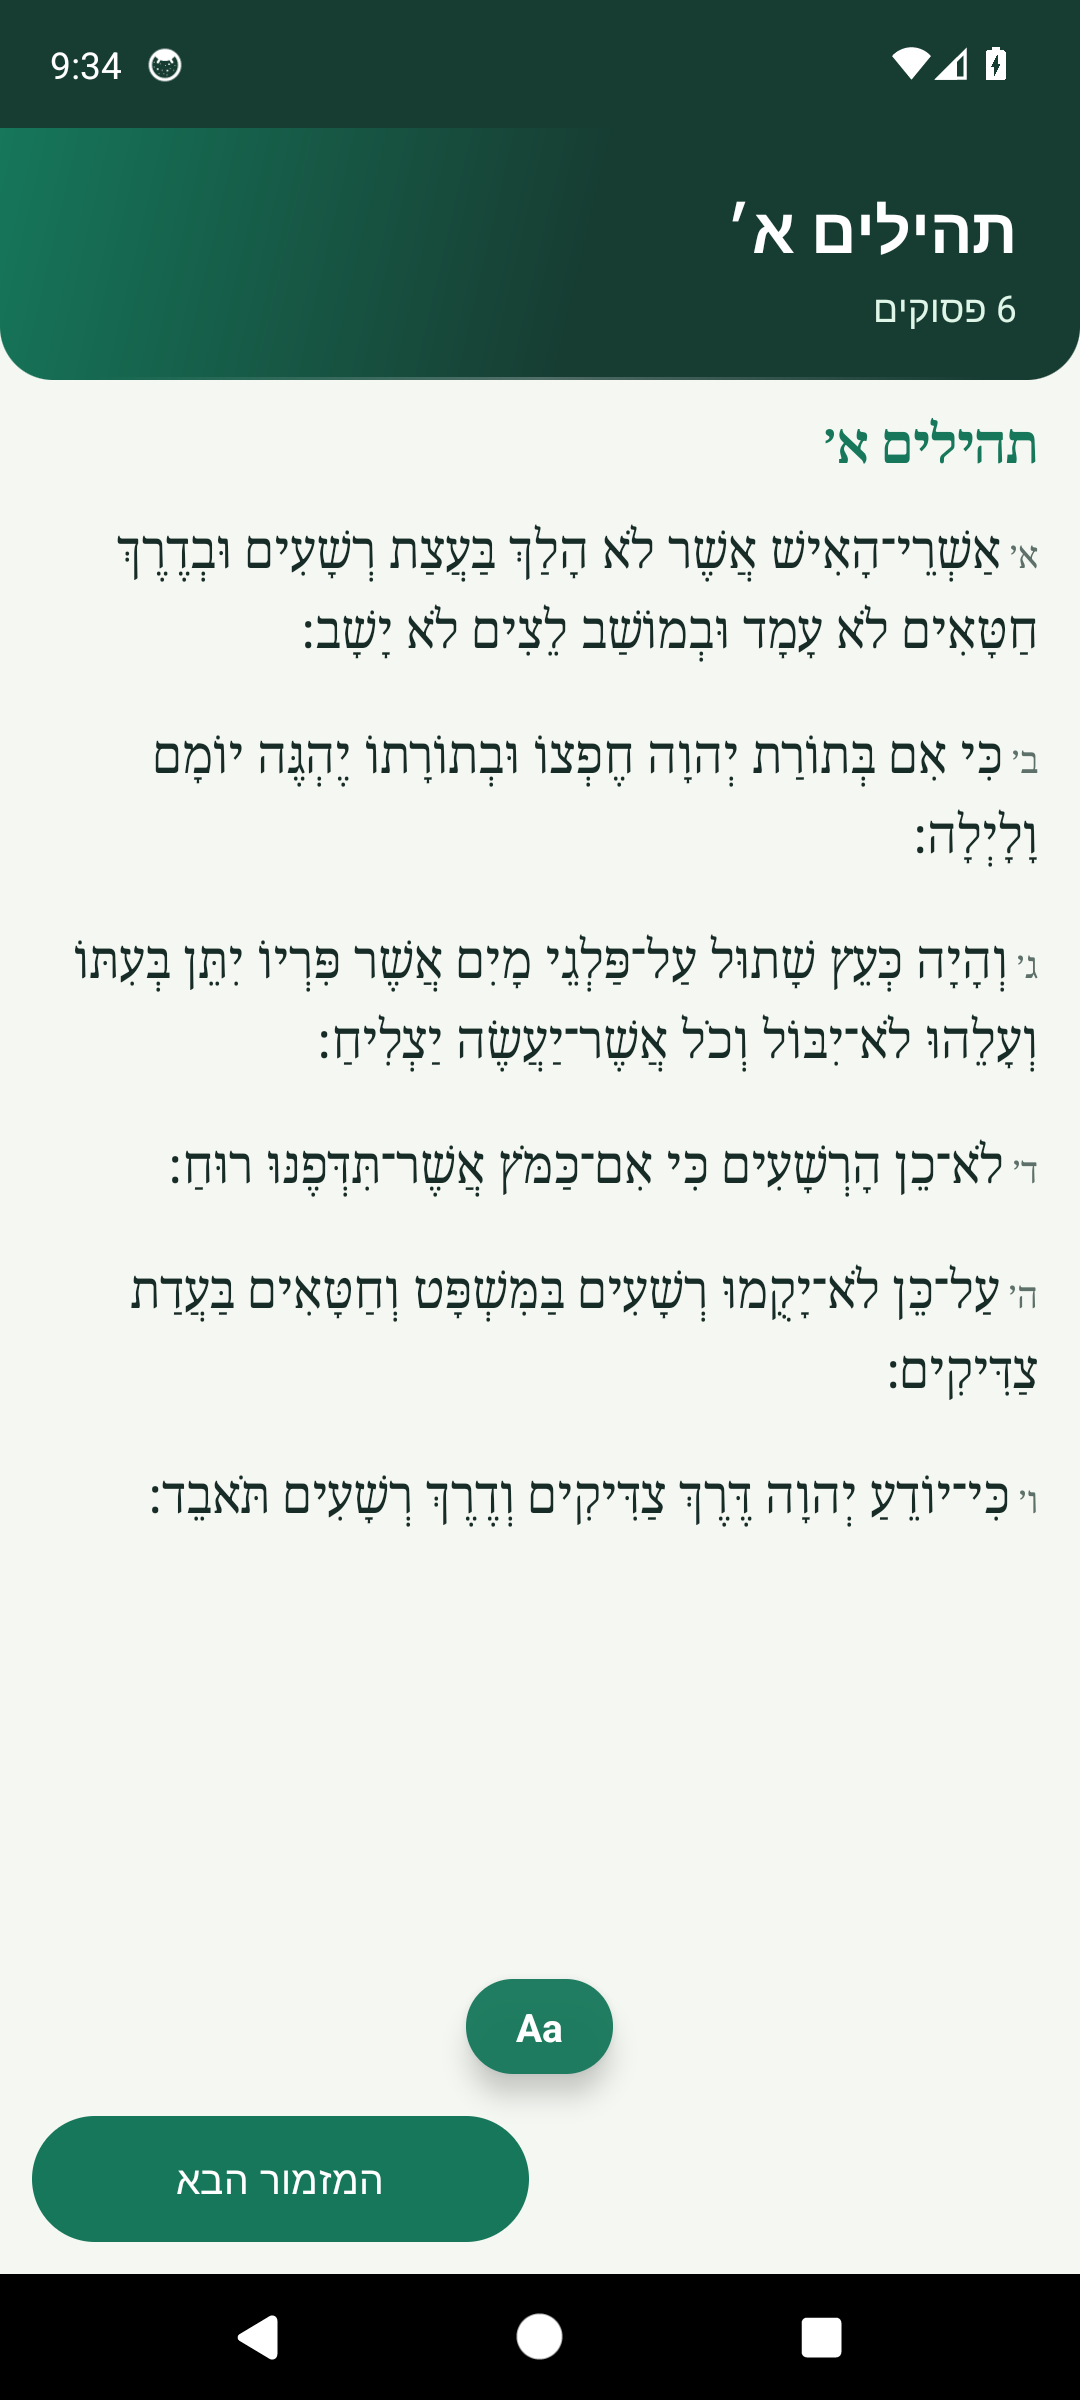 9:34
תהילים א׳
6 פסוקים
תהילים א׳
א׳ אַשְׁרֵי־הָאִישׁ אֲשֶׁר לֹא הָלַךְ בַּעֲצַת רְשָׁעִים וּבְדֶרֶךְ
חַטָּאִים לֹא עָמָד וּבְמוֹשַׁב לֵצִים לֹא יָשָׁב׃
ב׳ כִּי אִם בְּתוֹרַת יְהוָה חֶפְצוֹ וּבְתוֹרָתוֹ יֶהְגֶּה יוֹמָם
וָלָיְלָה׃
ג׳ וְהָיָה כְּעֵץ שָׁתוּל עַל־פַּלְגֵי מָיִם אֲשֶׁר פִּרְיוֹ יִתֵּן בְּעִתּוֹ
וְעָלֵהוּ לֹא־יִבּוֹל וְכֹל אֲשֶׁר־יַעֲשֶׂה יַצְלִיחַ׃
ד׳ לֹא־כֵן הָרְשָׁעִים כִּי אִם־כַּמֹּץ אֲשֶׁר־תִּדְּפֶנּוּ רוּחַ׃
ה׳ עַל־כֵּן לֹא־יָקֻמוּ רְשָׁעִים בַּמִּשְׁפָּט וְחַטָּאִים בַּעֲדַת
צַדִּיקִים׃
ו׳ כִּי־יוֹדֵעַ יְהוָה דֶּרֶךְ צַדִּיקִים וְדֶרֶךְ רְשָׁעִים תֹּאבֵד׃
Aa
המזמור הבא